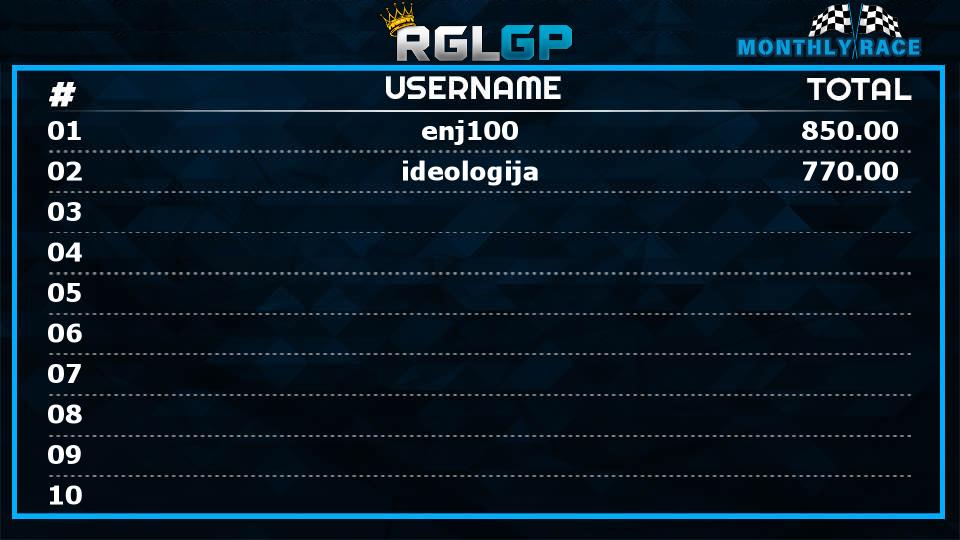 RGLGP
MONTHLY RACE
# USERNAME TOTAL
01 enj100 850.00
02 ideologija 770.00
03
04
05
06
07
08
09
10